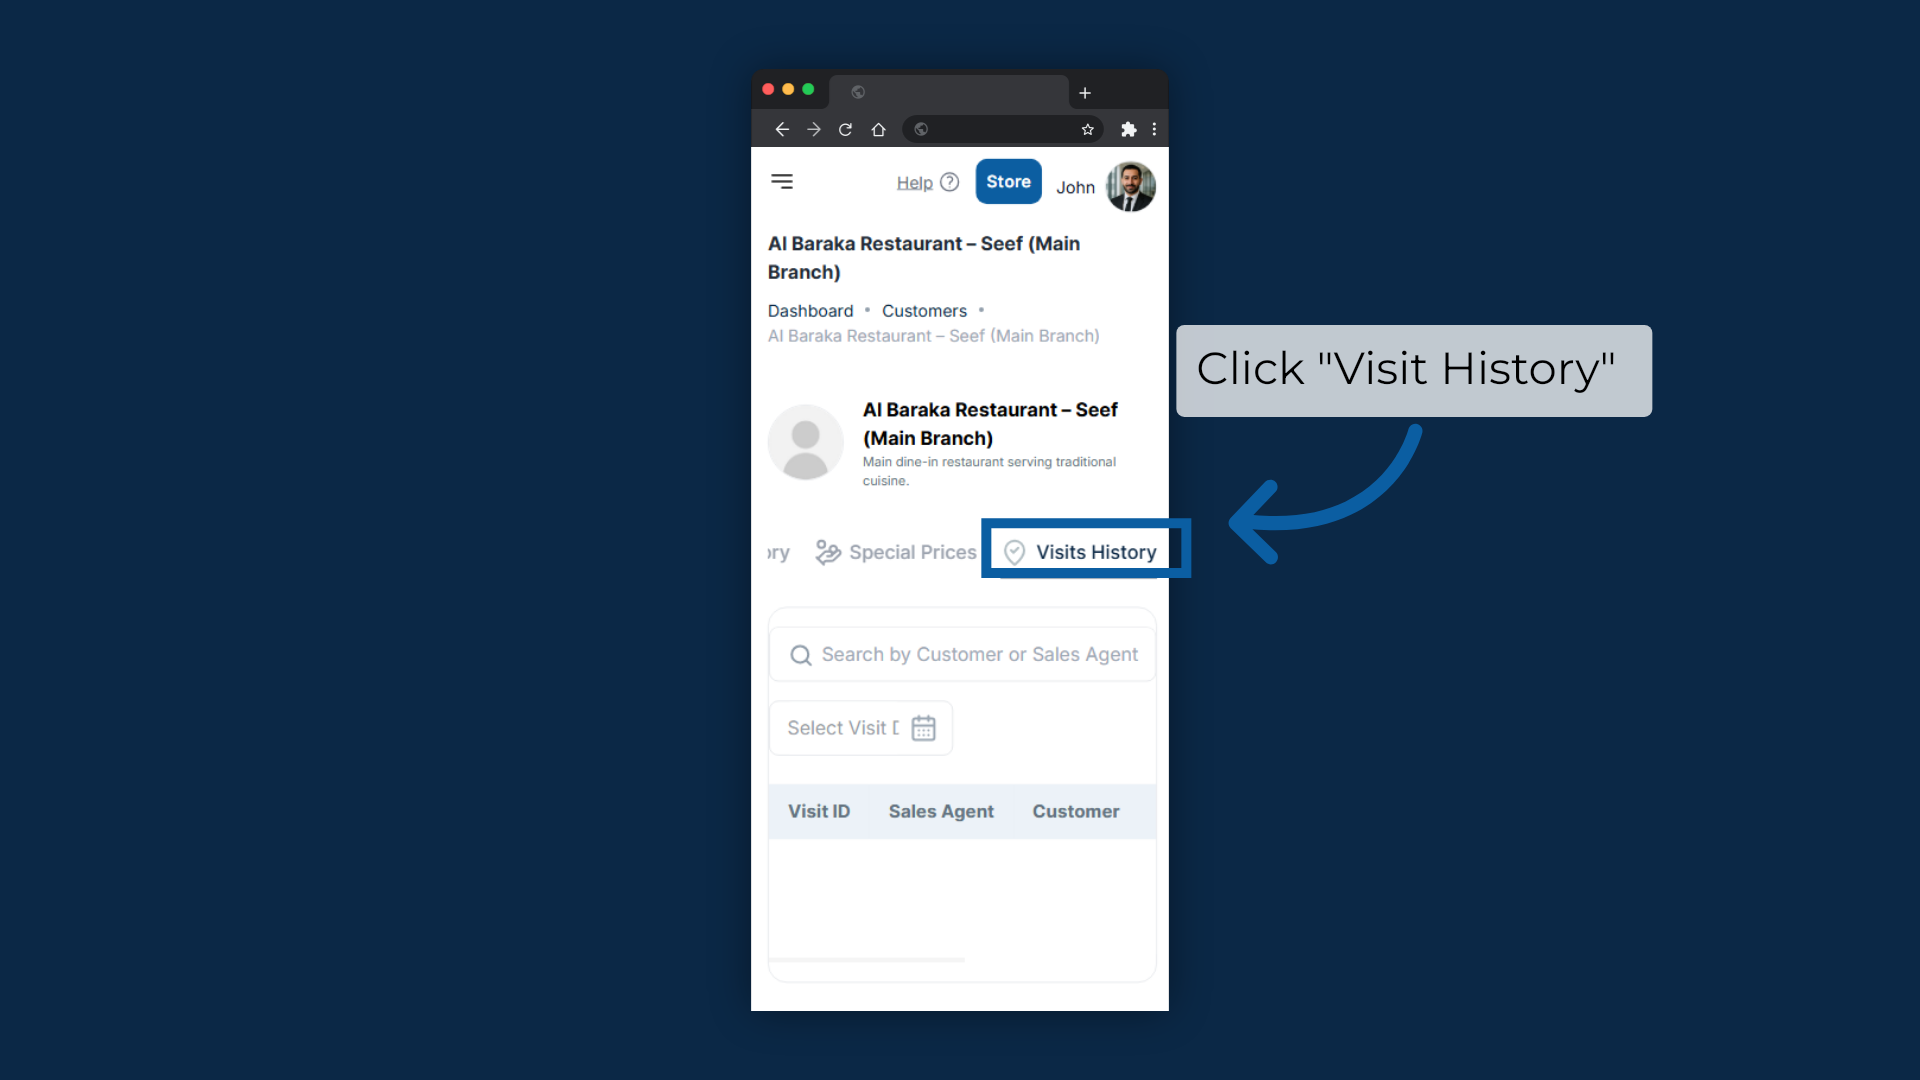 Help
Store
John
Al Baraka Restaurant – Seef (Main
Branch)
Dashboard • Customers •
Al Baraka Restaurant – Seef (Main Branch)
Click "Visit History"
Al Baraka Restaurant – Seef
(Main Branch)
Main dine-in restaurant serving traditional
cuisine.
ory Special Prices Visits History
Search by Customer or Sales Agent
Select Visit D
Visit ID Sales Agent Customer